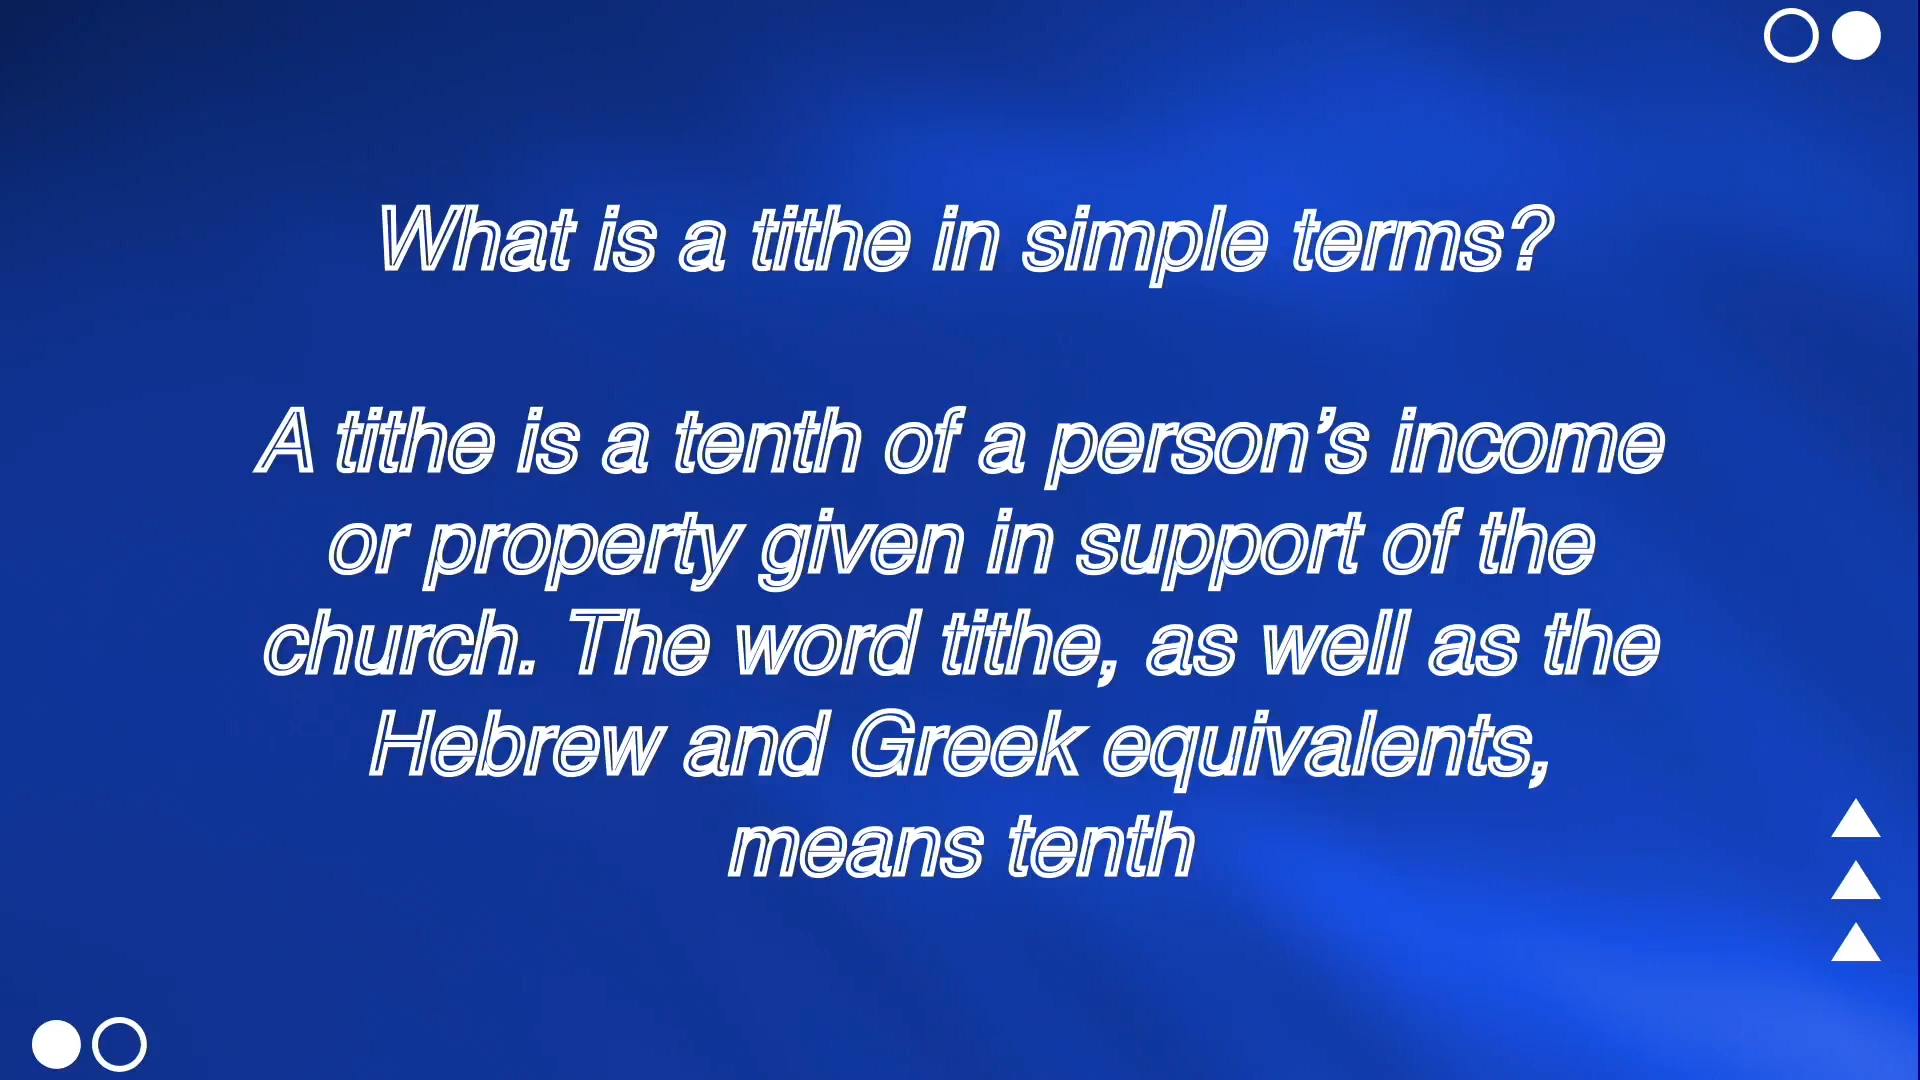 What is a tithe in simple terms?
A tithe is a tenth of a person’s income
or property given in support of the
church. The word tithe, as well as the
Hebrew and Greek equivalents,
means tenth